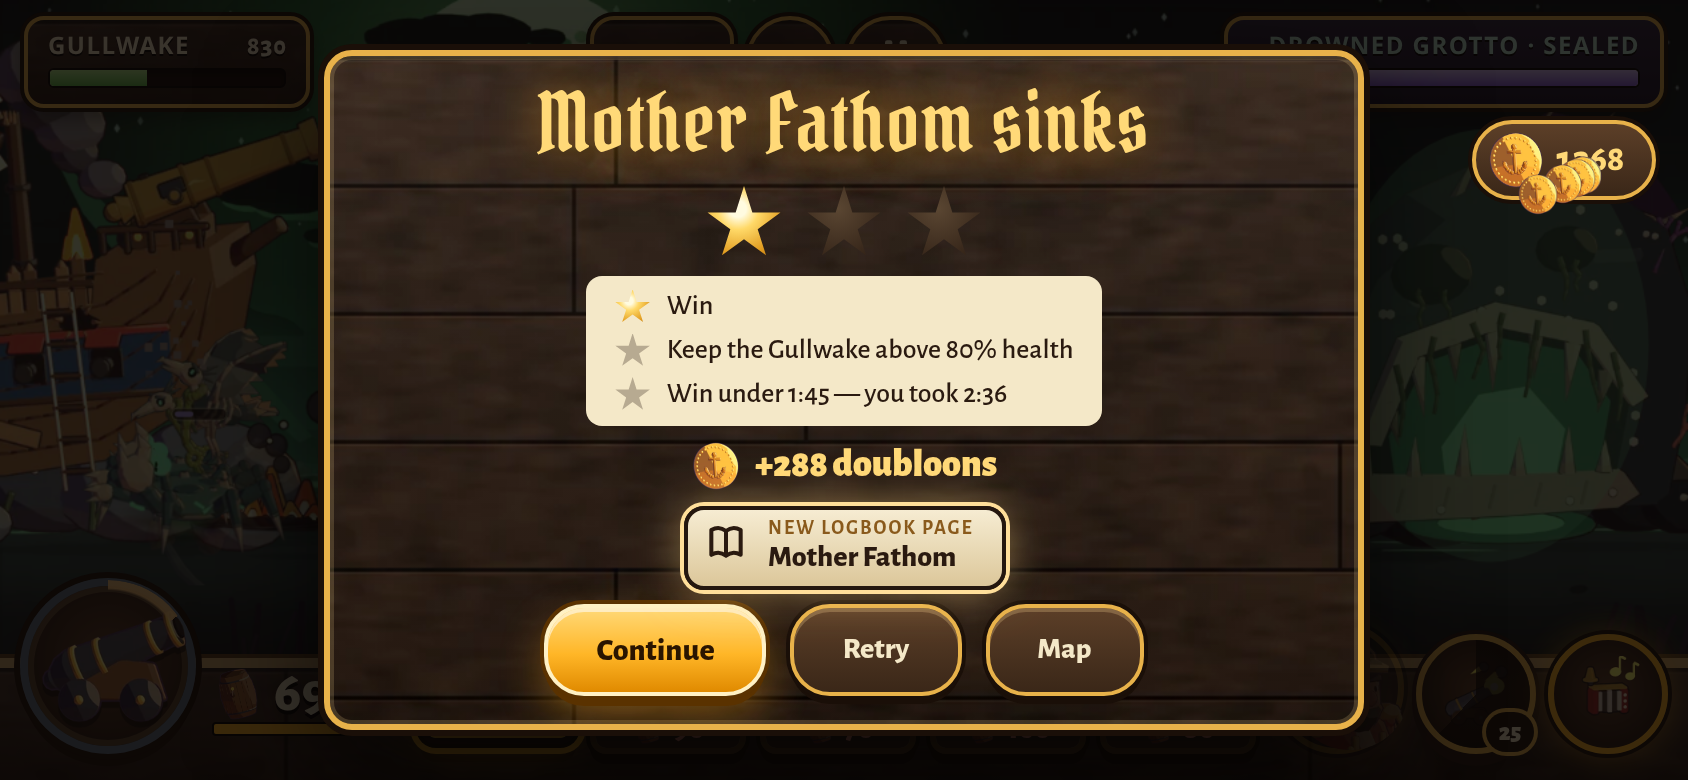 GULLWAKE 830
DROWNED GROTTO · SEALED
Mother Fathom sinks
Win
Keep the Gullwake above 80% health
Win under 1:45 — you took 2:36
+288 doubloons
NEW LOGBOOK PAGE
Mother Fathom
Continue Retry Map
25